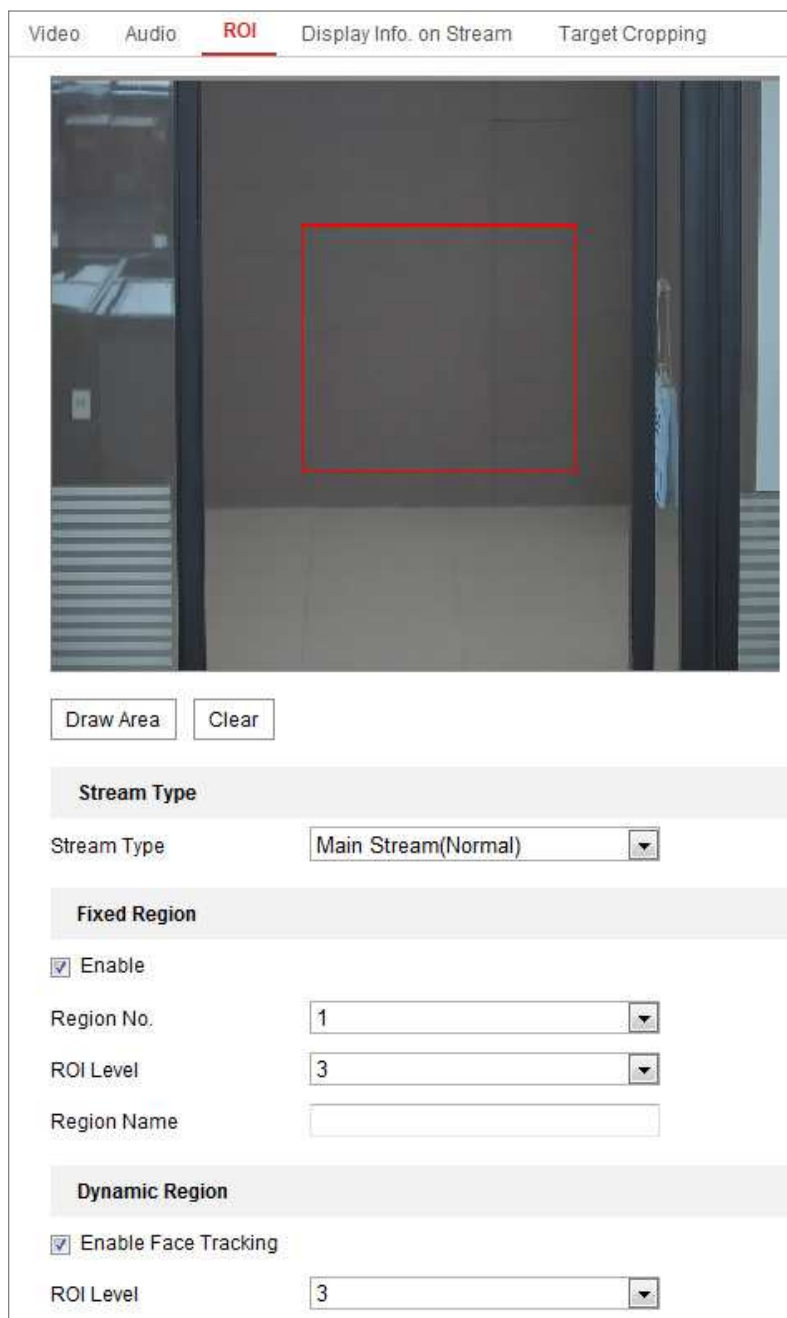 Video Audio ROI Display Info. on Stream Target Cropping
Draw Area Clear
Stream Type
Stream Type Main Stream(Normal)
Fixed Region
Enable
Region No. 1
ROI Level 3
Region Name
Dynamic Region
Enable Face Tracking
ROI Level 3